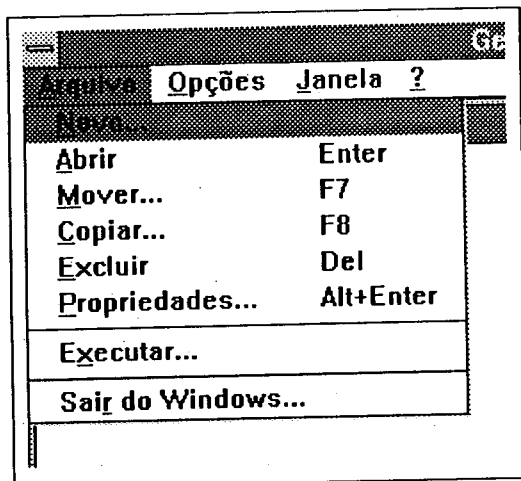 Ge
Arquivo Opções Janela ?
Novo...
Abrir Enter
Mover... F7
Copiar... F8
Excluir Del
Propriedades... Alt+Enter
Executar...
Sair do Windows...